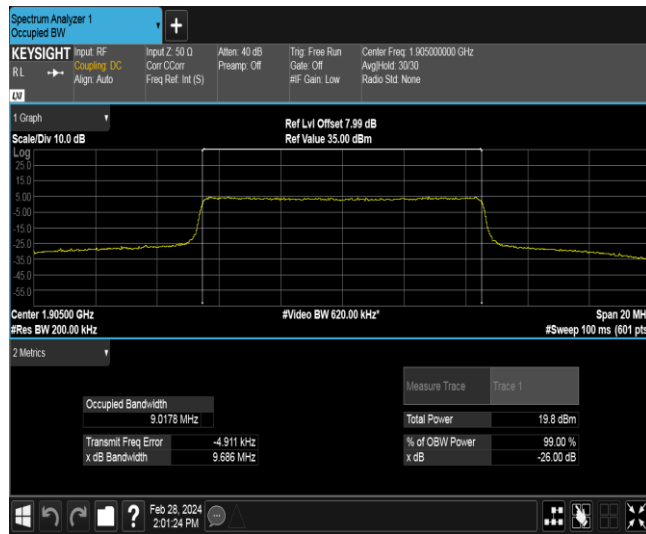 Spectrum Analyzer 1
Occupied BW
+
KEYSIGHT
RL
LXI
Input: RF
Coupling: DC
Align: Auto
Input Z: 50 Ω
Corr CCorr
Freq Ref: Int (S)
Atten: 40 dB
Preamp: Off
Trig: Free Run
Gate: Off
#IF Gain: Low
Center Freq: 1.905000000 GHz
Avg|Hold: 30/30
Radio Std: None
1 Graph
Scale/Div 10.0 dB
Ref Lvl Offset 7.99 dB
Ref Value 35.00 dBm
Log
25.0
15.0
5.00
-5.00
-15.0
-25.0
-35.0
-45.0
-55.0
Center 1.90500 GHz
#Res BW 200.00 kHz
#Video BW 620.00 kHz*
Span 20 MH
#Sweep 100 ms (601 pts
2 Metrics
Measure Trace Trace 1
Occupied Bandwidth
9.0178 MHz
Total Power 19.8 dBm
Transmit Freq Error -4.911 kHz
% of OBW Power 99.00 %
x dB Bandwidth 9.686 MHz
x dB -26.00 dB
?
Feb 28, 2024
2:01:24 PM